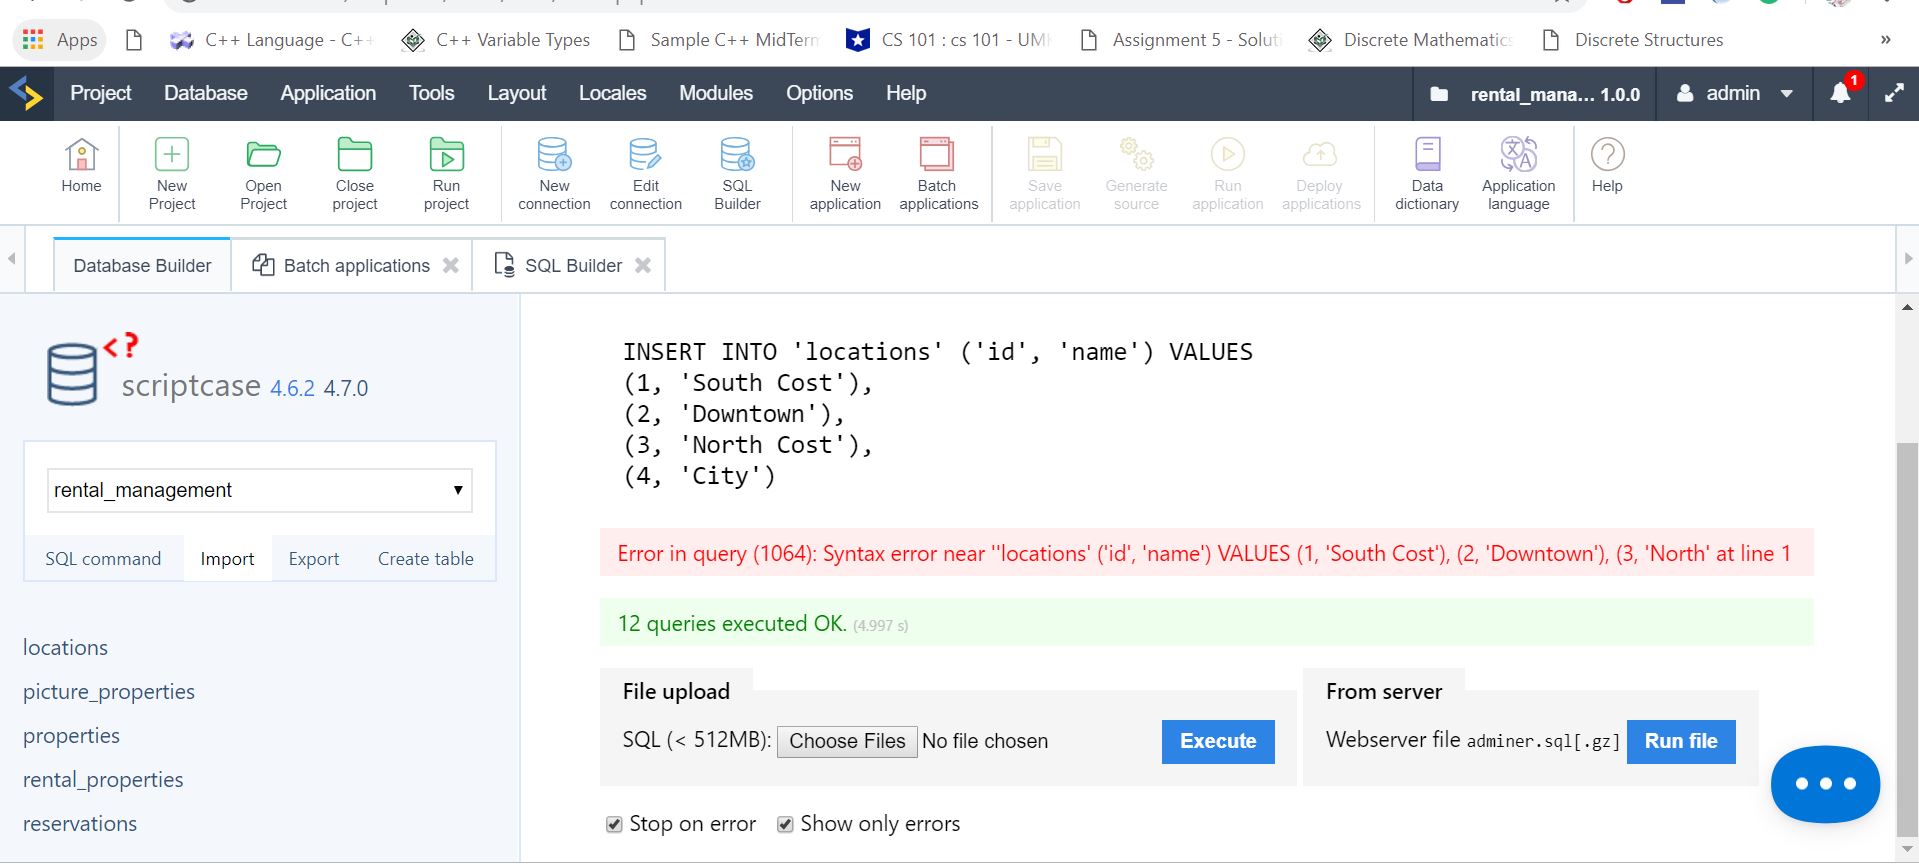 Apps
C++ Language - C++
C++ Variable Types
Sample C++ MidTerm
CS 101 : cs 101 - UMK
Assignment 5 - Soluti
Discrete Mathematics
Discrete Structures
»
Project Database Application Tools Layout Locales Modules Options Help
rental_mana... 1.0.0
admin
1
Home
New Project
Open Project
Close project
Run project
New connection
Edit connection
SQL Builder
New application
Batch applications
Save application
Generate source
Run application
Deploy applications
Data dictionary
Application language
Help
Database Builder
Batch applications
SQL Builder
<?
scriptcase 4.6.2 4.7.0
rental_management
SQL command Import Export Create table
locations
picture_properties
properties
rental_properties
reservations
INSERT INTO 'locations' ('id', 'name') VALUES
(1, 'South Cost'),
(2, 'Downtown'),
(3, 'North Cost'),
(4, 'City')
Error in query (1064): Syntax error near ''locations' ('id', 'name') VALUES (1, 'South Cost'), (2, 'Downtown'), (3, 'North' at line 1
12 queries executed OK. (4.997 s)
File upload
SQL (< 512MB): Choose Files No file chosen Execute
From server
Webserver file adminer.sql[.gz] Run file
Stop on error Show only errors